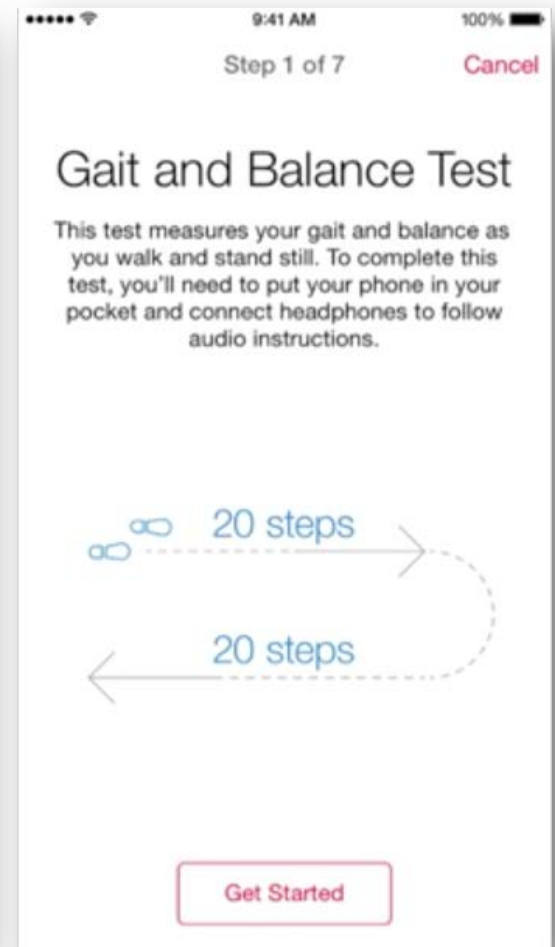 9:41 AM 100%
Step 1 of 7 Cancel
Gait and Balance Test
This test measures your gait and balance as
you walk and stand still. To complete this
test, you'll need to put your phone in your
pocket and connect headphones to follow
audio instructions.
20 steps
20 steps
Get Started